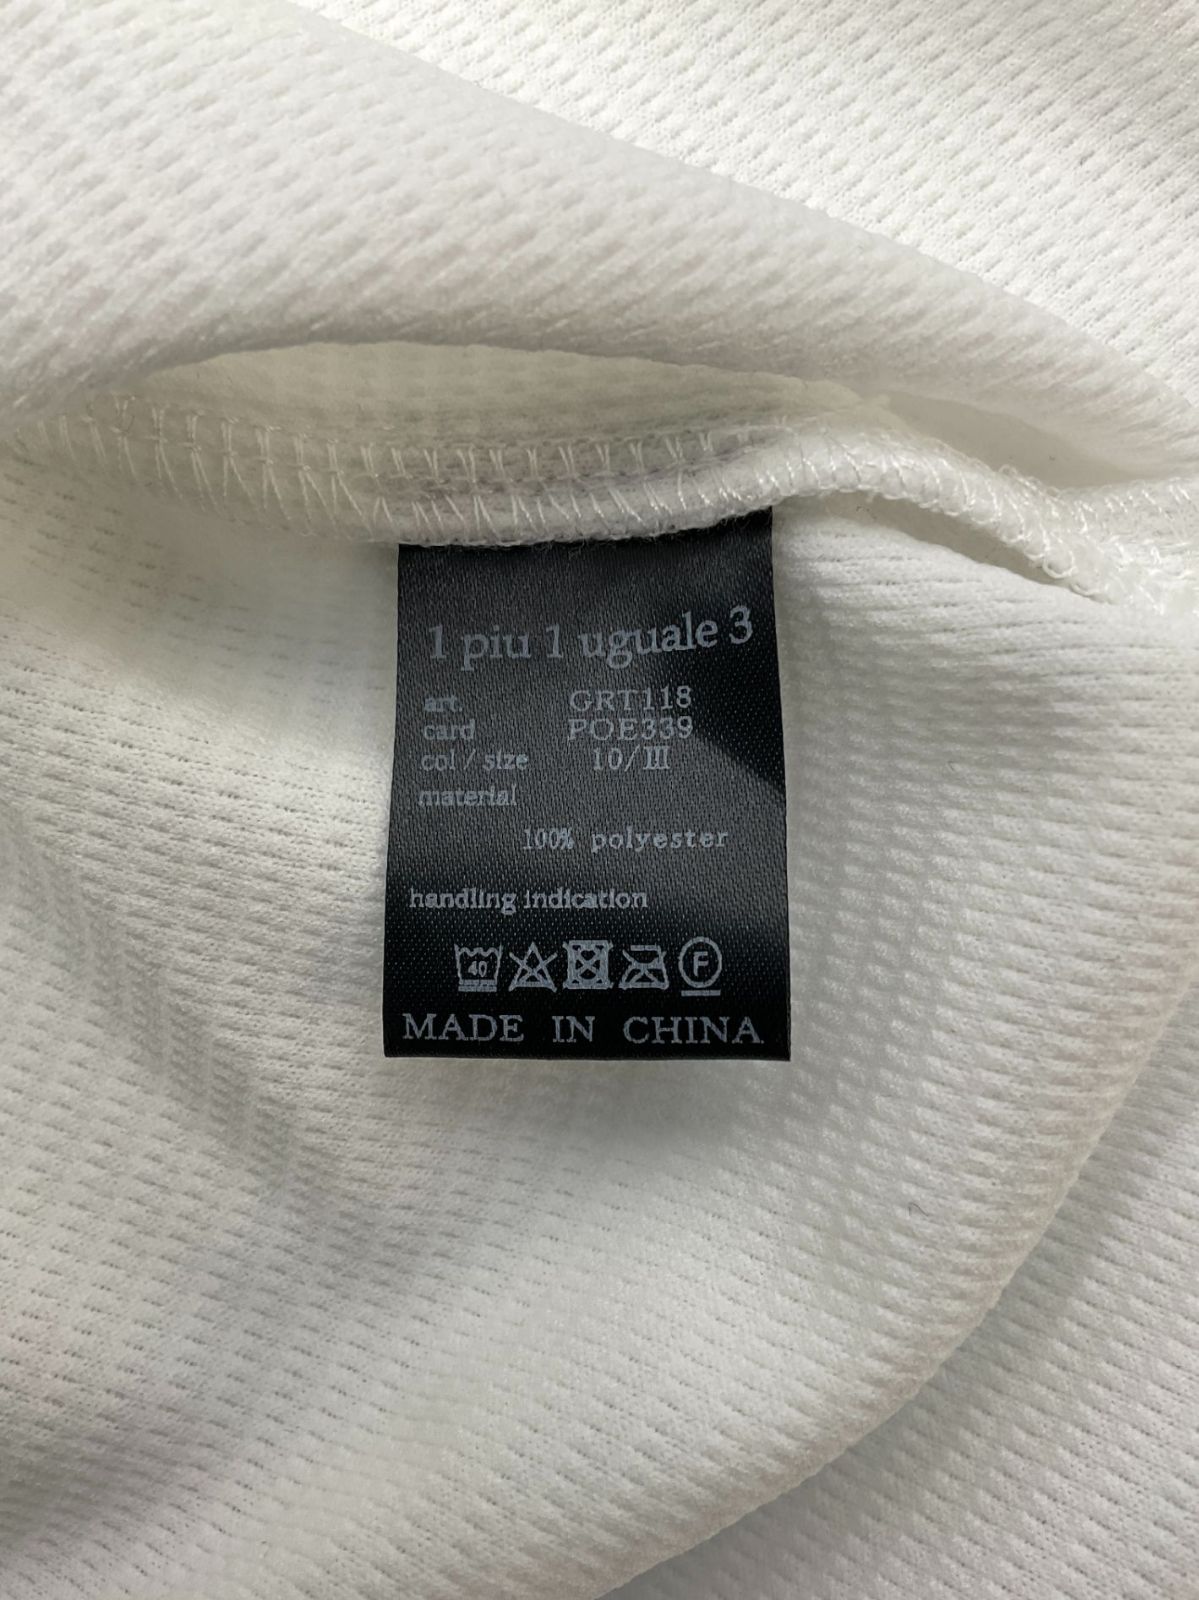 1 piu 1 uguale 3
art. GRT118
card POE339
col / size 10/III
material
100% polyester
handling indication
40 F
MADE IN CHINA